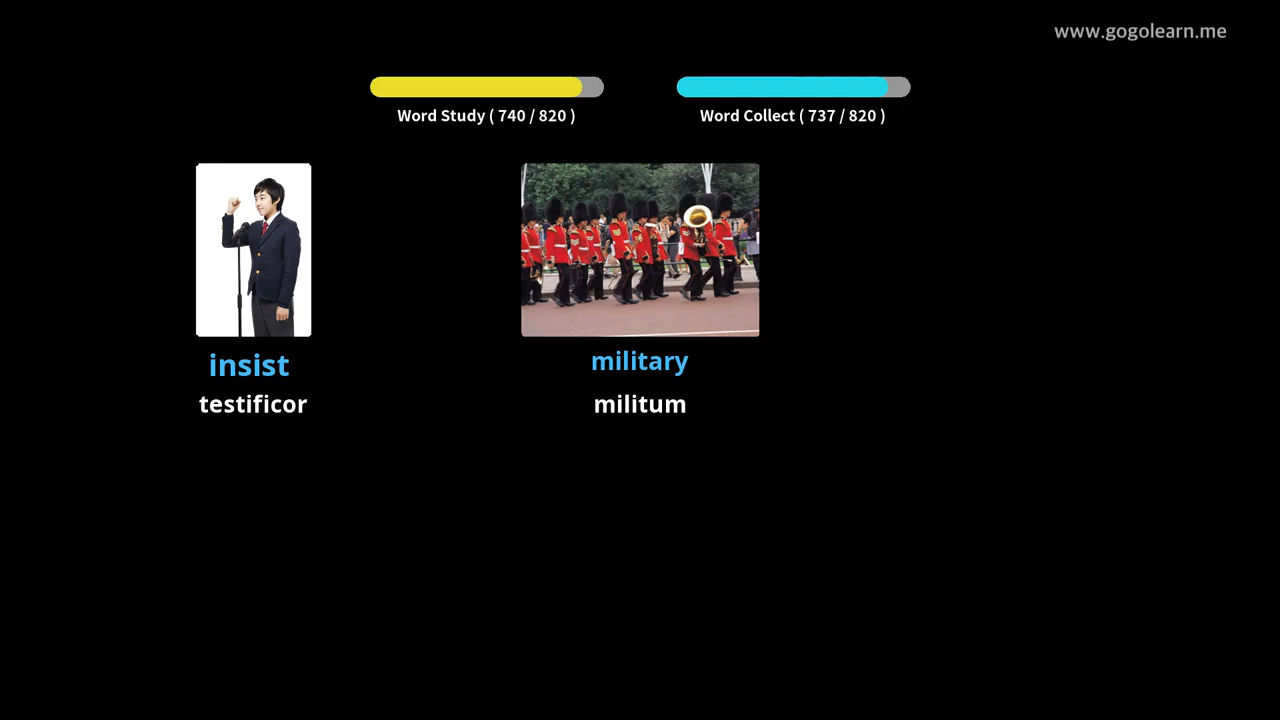 www.gogolearn.me
Word Study ( 740 / 820 )
Word Collect ( 737 / 820 )
insist
military
testificor
militum